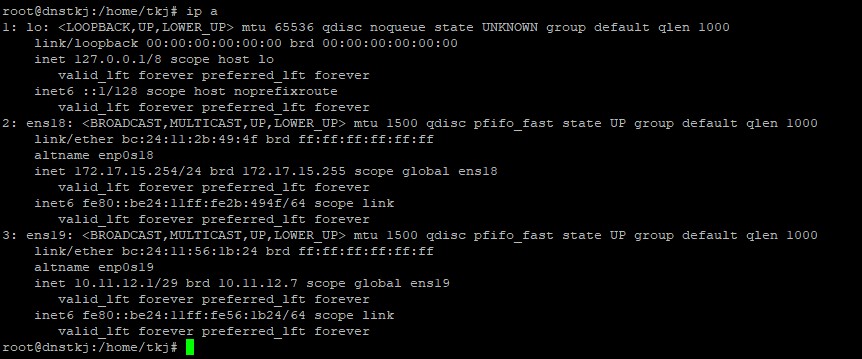 root@dnstkj:/home/tkj# ip a
1: lo: <LOOPBACK,UP,LOWER_UP> mtu 65536 qdisc noqueue state UNKNOWN group default qlen 1000
    link/loopback 00:00:00:00:00:00 brd 00:00:00:00:00:00
    inet 127.0.0.1/8 scope host lo
       valid_lft forever preferred_lft forever
    inet6 ::1/128 scope host noprefixroute
       valid_lft forever preferred_lft forever
2: ens18: <BROADCAST,MULTICAST,UP,LOWER_UP> mtu 1500 qdisc pfifo_fast state UP group default qlen 1000
    link/ether bc:24:11:2b:49:4f brd ff:ff:ff:ff:ff:ff
    altname enp0s18
    inet 172.17.15.254/24 brd 172.17.15.255 scope global ens18
       valid_lft forever preferred_lft forever
    inet6 fe80::be24:11ff:fe2b:494f/64 scope link
       valid_lft forever preferred_lft forever
3: ens19: <BROADCAST,MULTICAST,UP,LOWER_UP> mtu 1500 qdisc pfifo_fast state UP group default qlen 1000
    link/ether bc:24:11:56:1b:24 brd ff:ff:ff:ff:ff:ff
    altname enp0s19
    inet 10.11.12.1/29 brd 10.11.12.7 scope global ens19
       valid_lft forever preferred_lft forever
    inet6 fe80::be24:11ff:fe56:1b24/64 scope link
       valid_lft forever preferred_lft forever
root@dnstkj:/home/tkj#